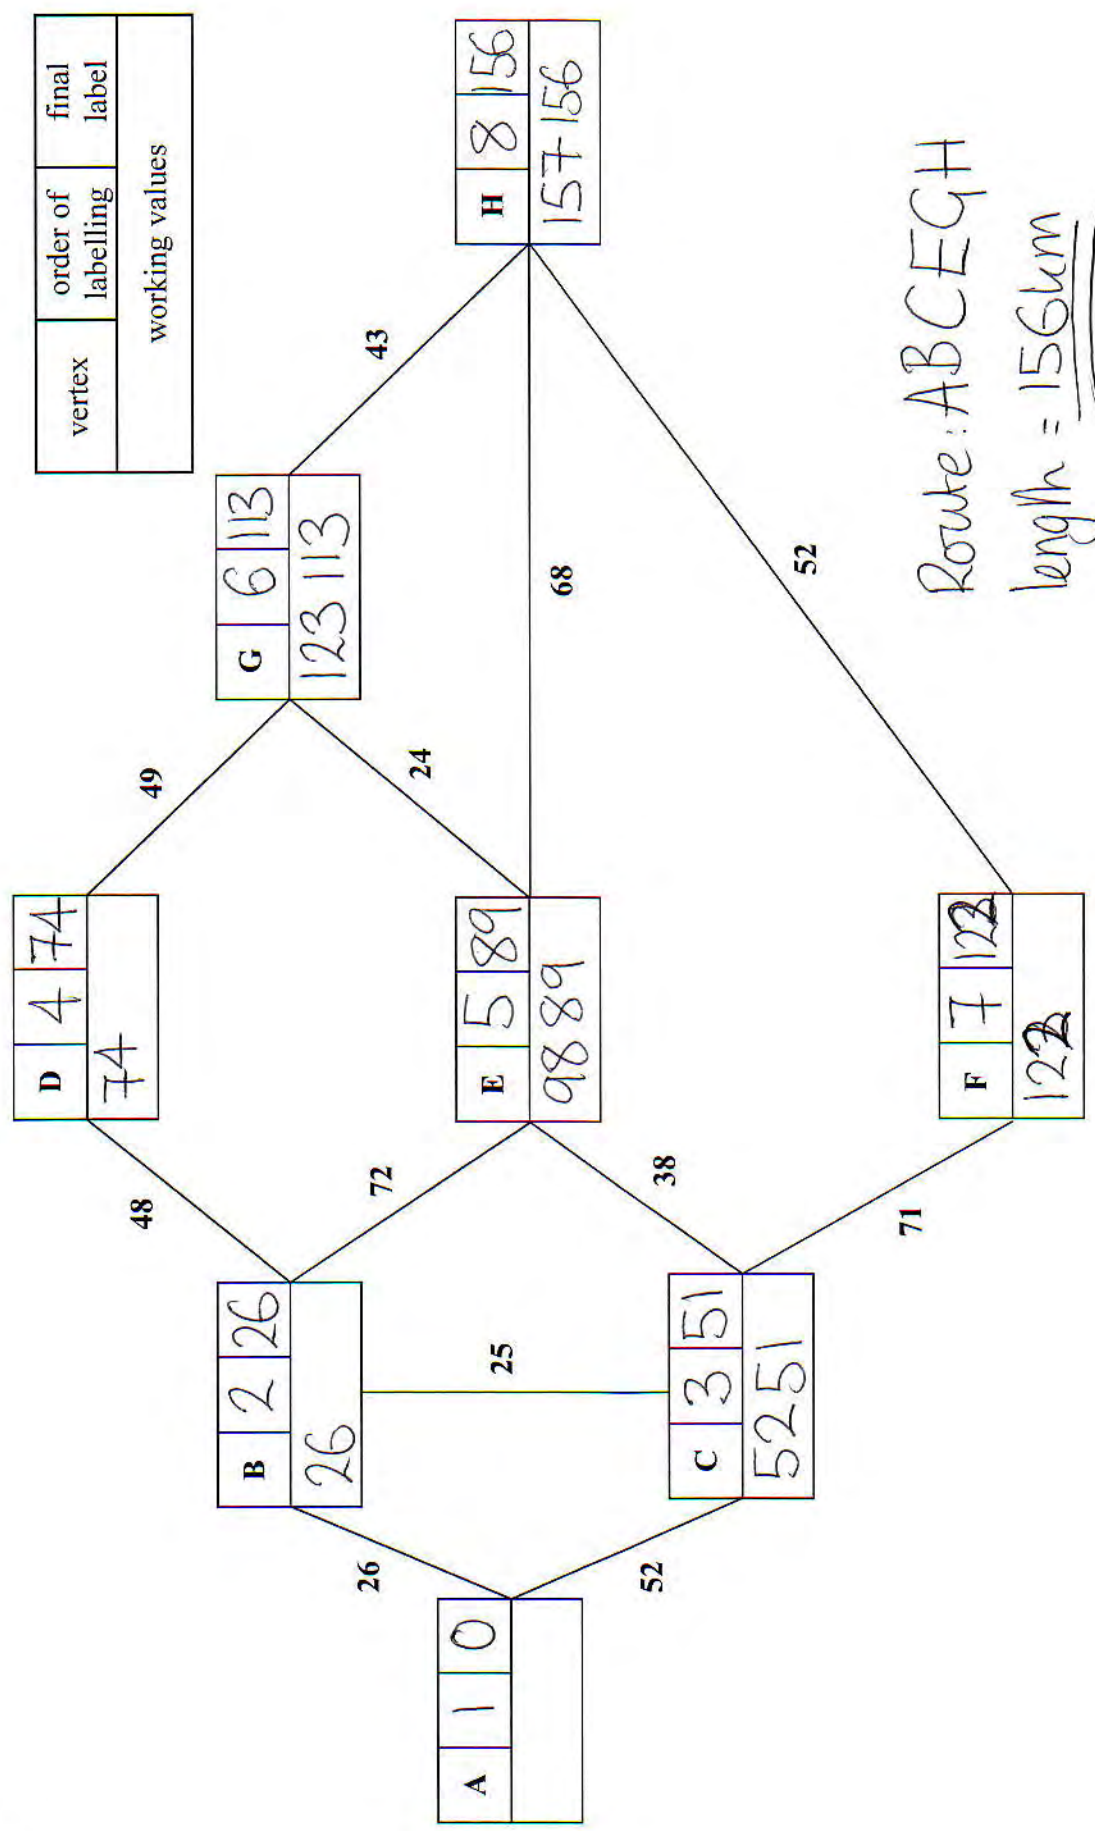 vertex
order of
labelling
final
label
working values
D 4 74
74
49
G 6 113
123 113
43
48
B 2 26
26
72
24
26
A 1 0
25
E 5 89
98 89
68
H 8 156
157 156
52
C 3 51
52 51
38
52
71
F 7 122
122
Route: ABCEGH
length = 156km